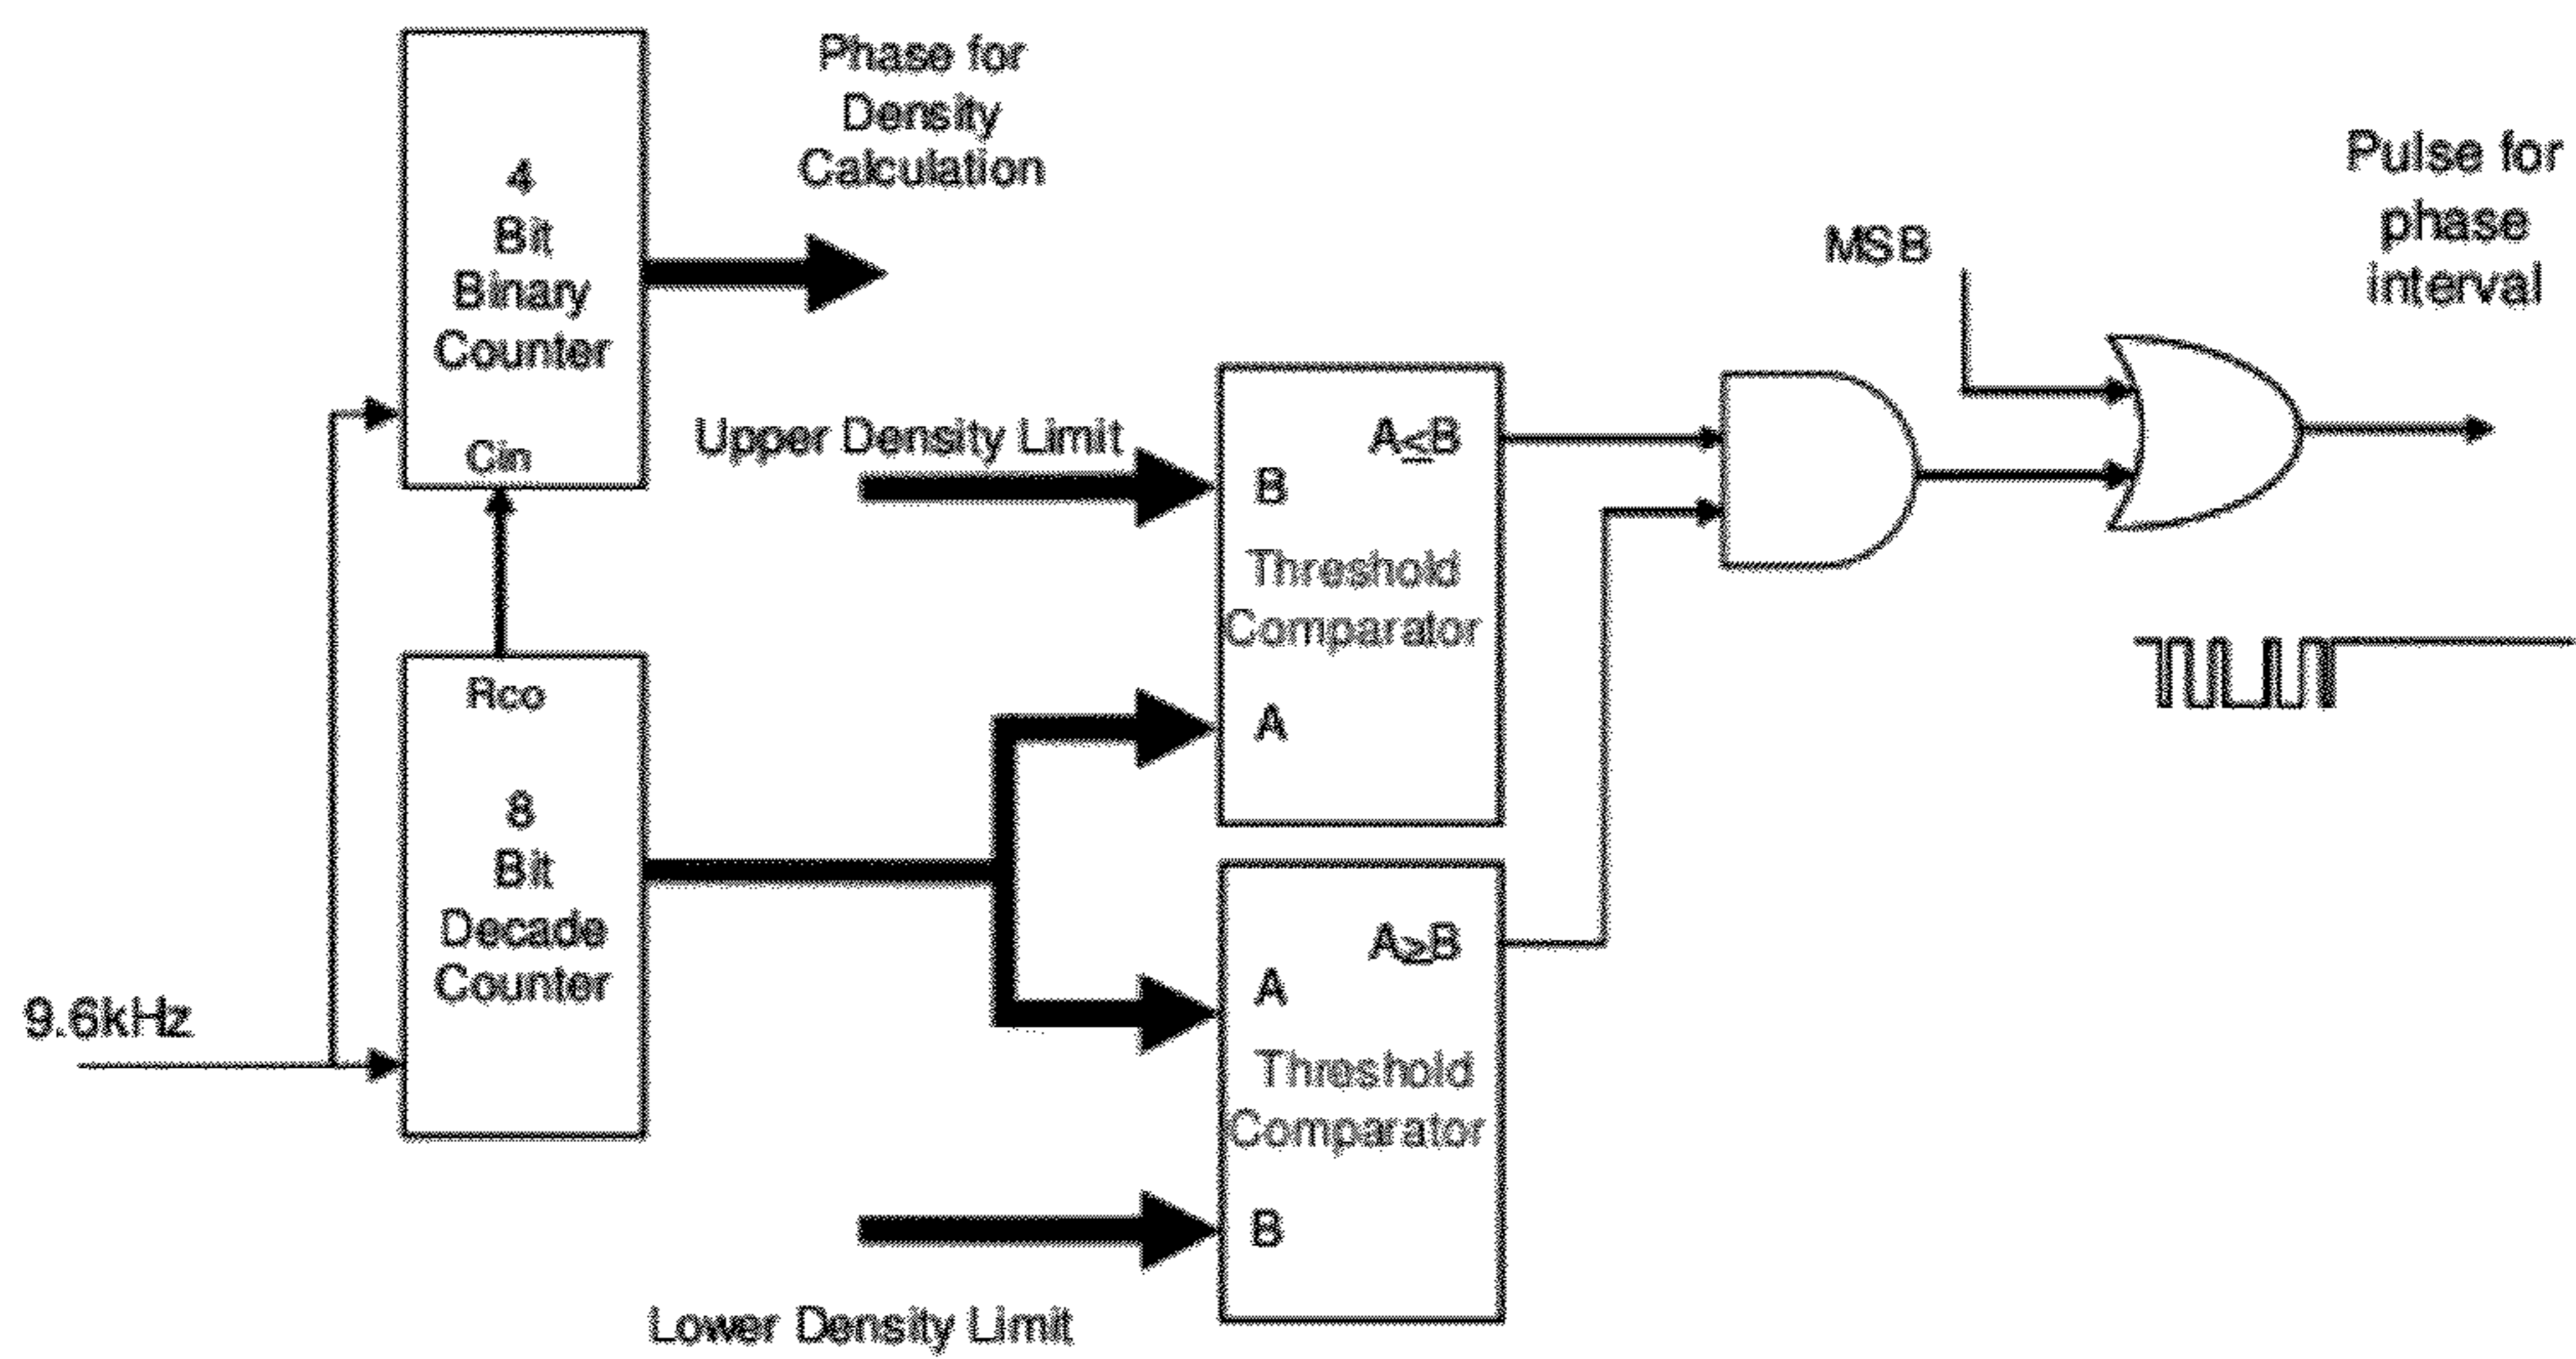 Phase for
Density
Calculation
4
Bit
Binary
Counter
Cin
Pulse for
phase
interval
MSB
Upper Density Limit
A≤B
B
Threshold
Comparator
A
Rco
8
Bit
Decade
Counter
9.6kHz
A≥B
A
Threshold
Comparator
B
Lower Density Limit